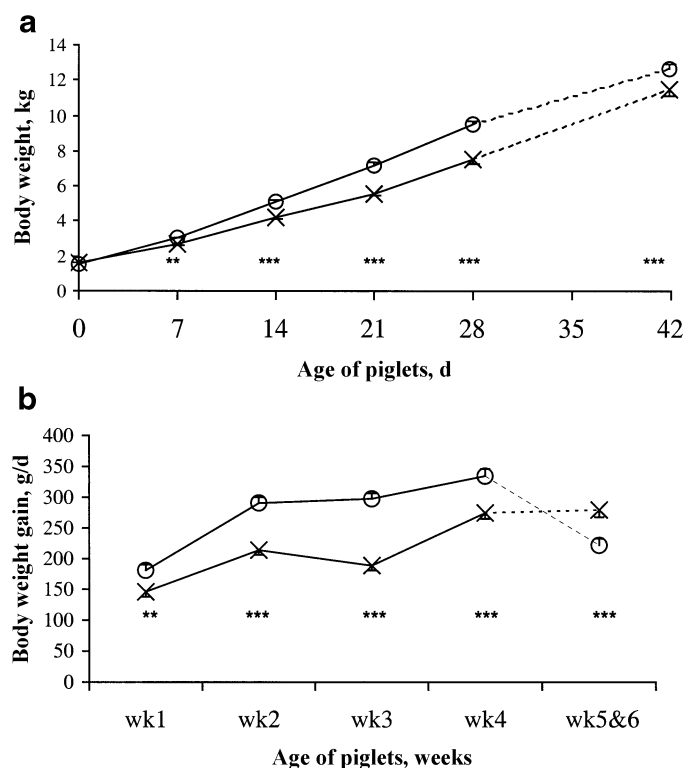 a
Body weight, kg
14
12
10
8
6
4
2
0
** *** *** *** ***
0 7 14 21 28 35 42
Age of piglets, d
b
Body weight gain, g/d
400
350
300
250
200
150
100
50
0
** *** *** *** ***
wk1 wk2 wk3 wk4 wk5&6
Age of piglets, weeks